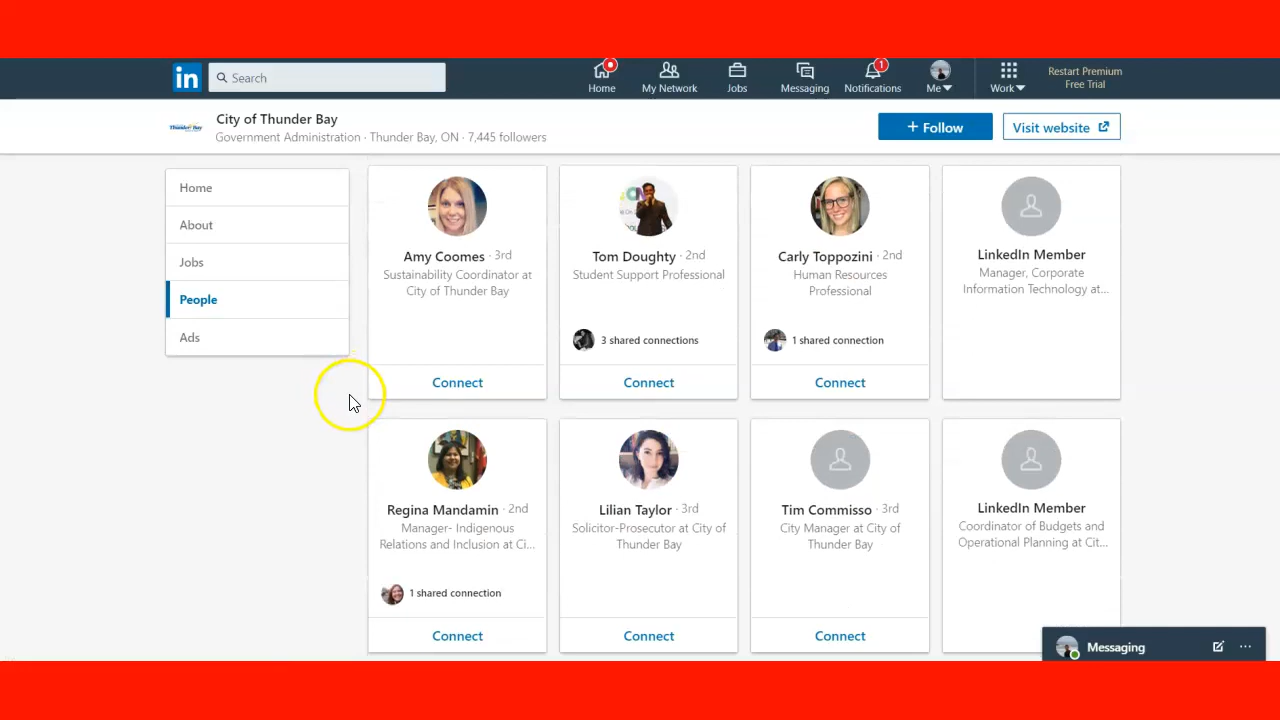 in
Search
Home
My Network
Jobs
Messaging
1
Notifications
Me
Work
Restart Premium
Free Trial
Thunder Bay
City of Thunder Bay
Government Administration · Thunder Bay, ON · 7,445 followers
+ Follow
Visit website
Home
About
Jobs
People
Ads
Amy Coomes · 3rd
Sustainability Coordinator at
City of Thunder Bay
Connect
Tom Doughty · 2nd
Student Support Professional
3 shared connections
Connect
Carly Toppozini · 2nd
Human Resources
Professional
1 shared connection
Connect
LinkedIn Member
Manager, Corporate
Information Technology at...
Regina Mandamin · 2nd
Manager- Indigenous
Relations and Inclusion at Ci...
1 shared connection
Connect
Lilian Taylor · 3rd
Solicitor-Prosecutor at City of
Thunder Bay
Connect
Tim Commisso · 3rd
City Manager at City of
Thunder Bay
Connect
LinkedIn Member
Coordinator of Budgets and
Operational Planning at Cit...
Messaging
...